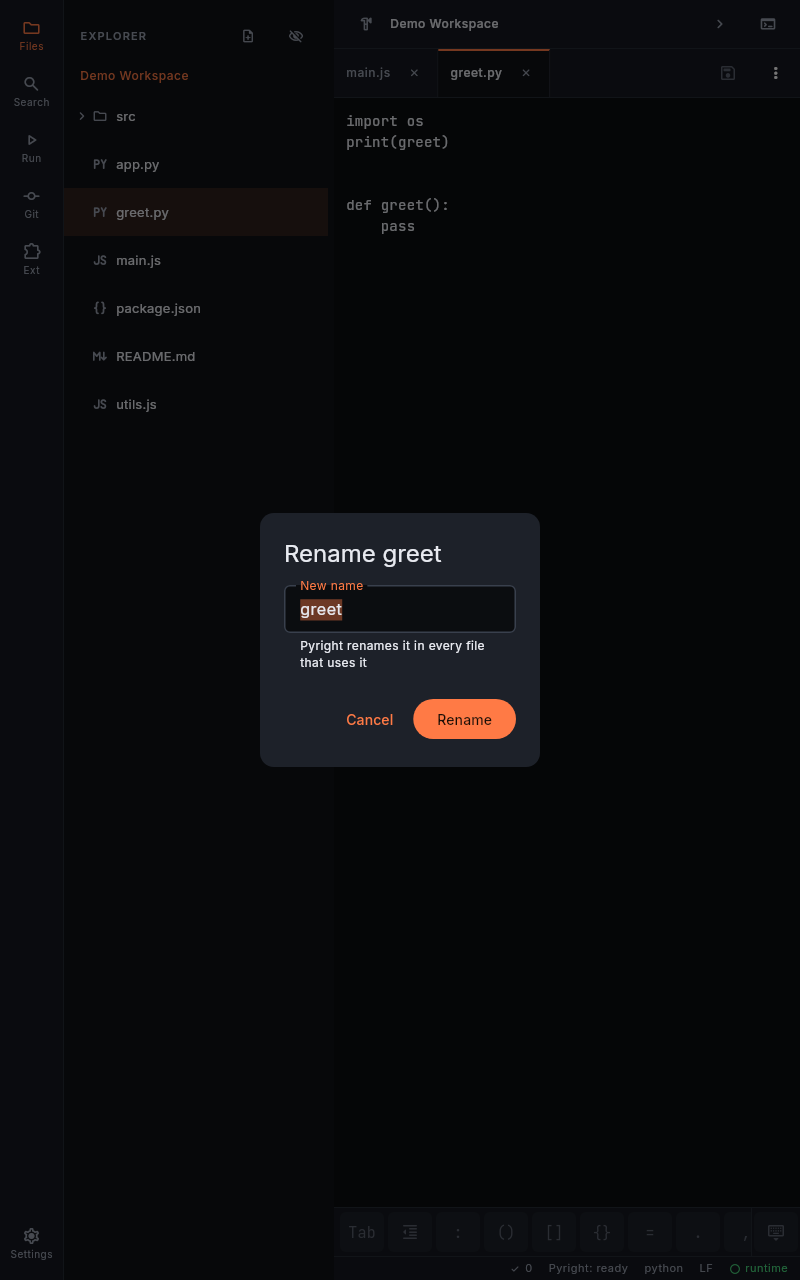 Files
Search
Run
Git
Ext
Settings
EXPLORER
Demo Workspace
src
PY app.py
PY greet.py
JS main.js
{} package.json
M↓ README.md
JS utils.js
Demo Workspace
main.js
greet.py
import os
print(greet)
def greet():
    pass
Rename greet
New name
greet
Pyright renames it in every file
that uses it
Cancel
Rename
Tab : () [] {} = . ,
0 Pyright: ready python LF runtime